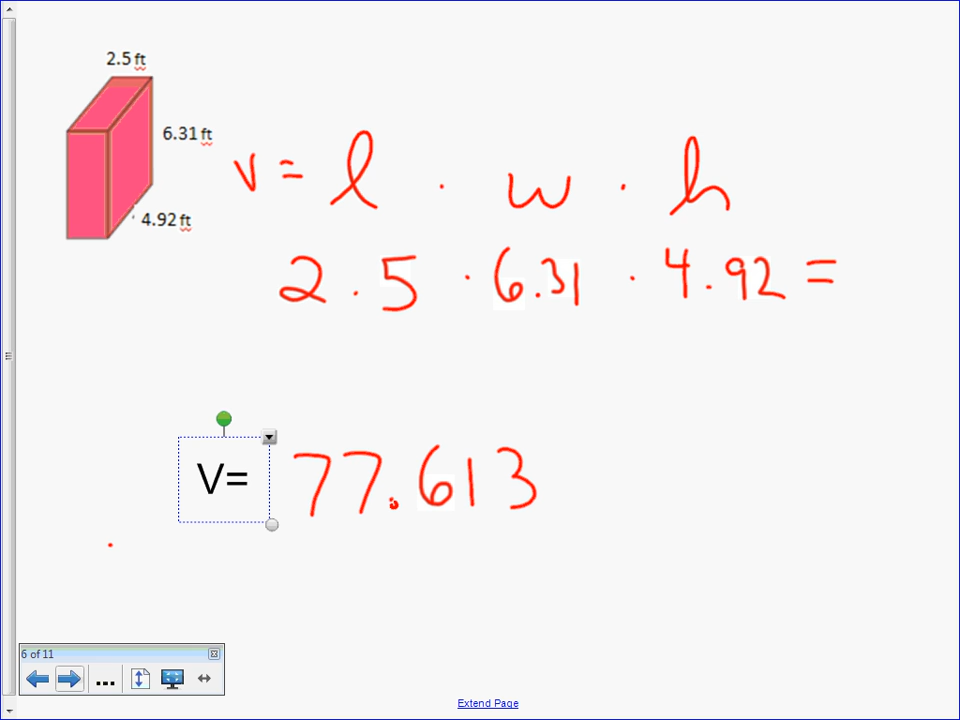 2.5 ft
6.31 ft
4.92 ft
v = l · w · h
2.5 · 6.31 · 4.92 =
V= 77.613
6 of 11
...
Extend Page